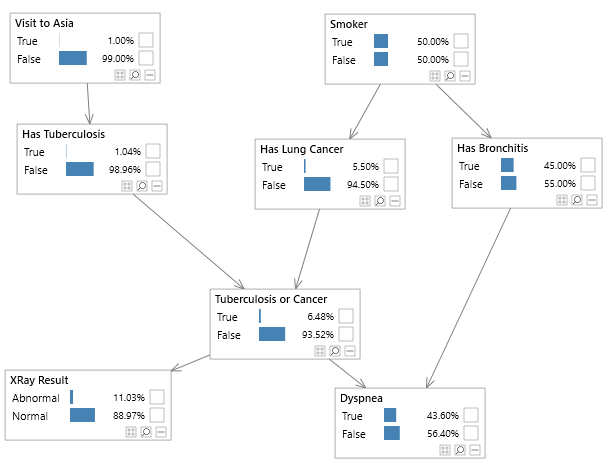 Visit to Asia
True 1.00%
False 99.00%
Smoker
True 50.00%
False 50.00%
Has Tuberculosis
True 1.04%
False 98.96%
Has Lung Cancer
True 5.50%
False 94.50%
Has Bronchitis
True 45.00%
False 55.00%
Tuberculosis or Cancer
True 6.48%
False 93.52%
XRay Result
Abnormal 11.03%
Normal 88.97%
Dyspnea
True 43.60%
False 56.40%